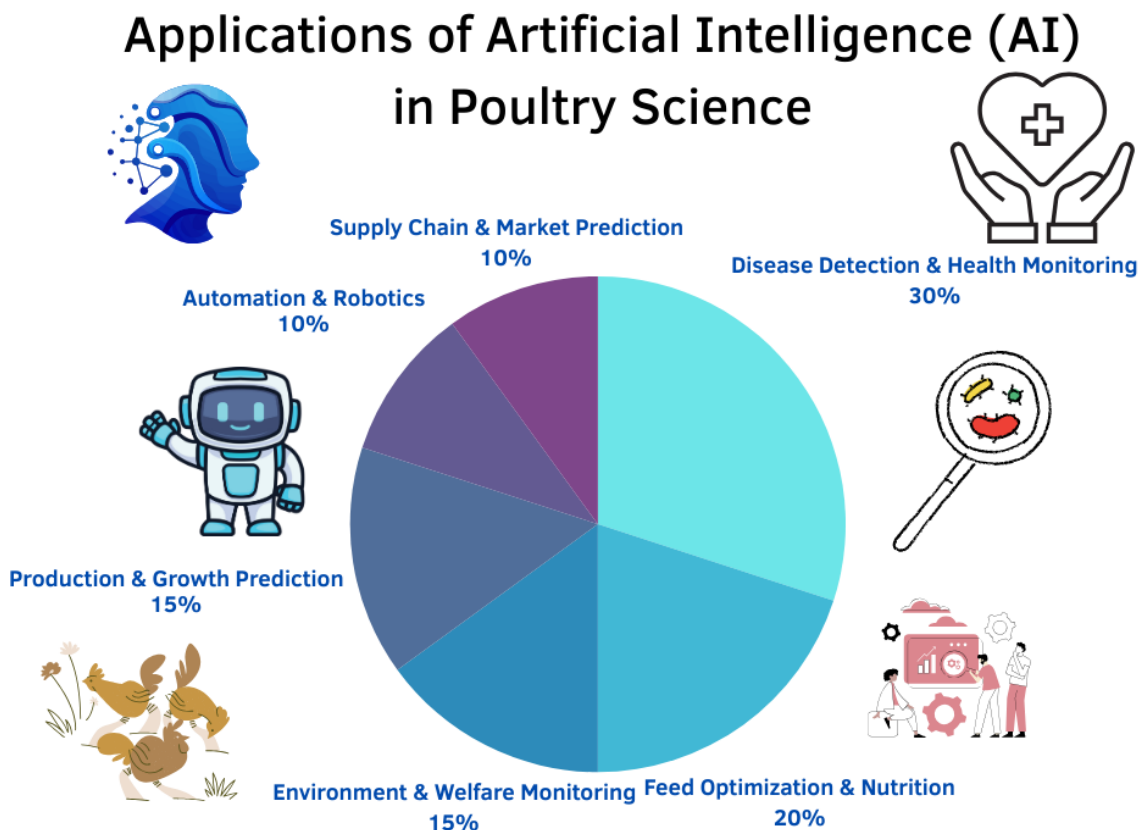 Applications of Artificial Intelligence (AI)
in Poultry Science
Supply Chain & Market Prediction
10%
Disease Detection & Health Monitoring
30%
Automation & Robotics
10%
Production & Growth Prediction
15%
Environment & Welfare Monitoring
15%
Feed Optimization & Nutrition
20%